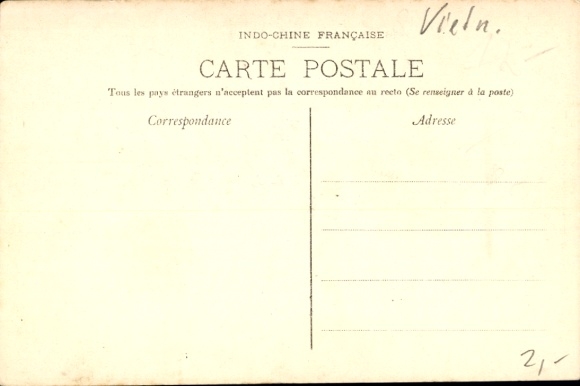 INDO-CHINE FRANÇAISE
Vietn.
CARTE POSTALE
Tous les pays étrangers n'acceptent pas la correspondance au recto (Se renseigner à la poste)
Correspondance
Adresse
2,-